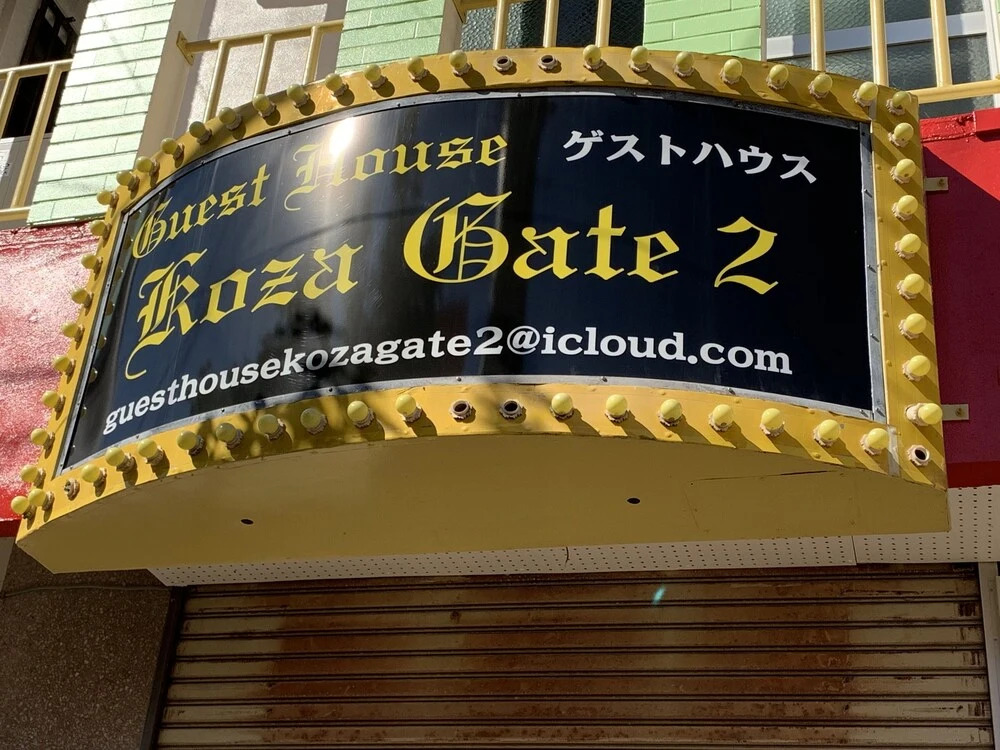 Guest House ゲストハウス
Koza Gate 2
guesthousekozagate2@icloud.com